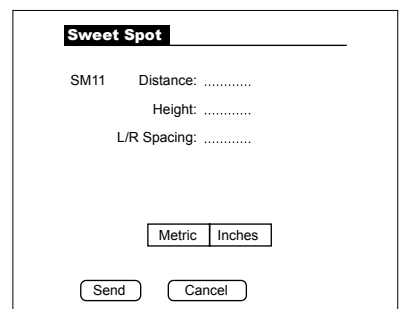 Sweet Spot
SM11 Distance: ............
Height: ............
L/R Spacing: ............
Metric Inches
Send Cancel